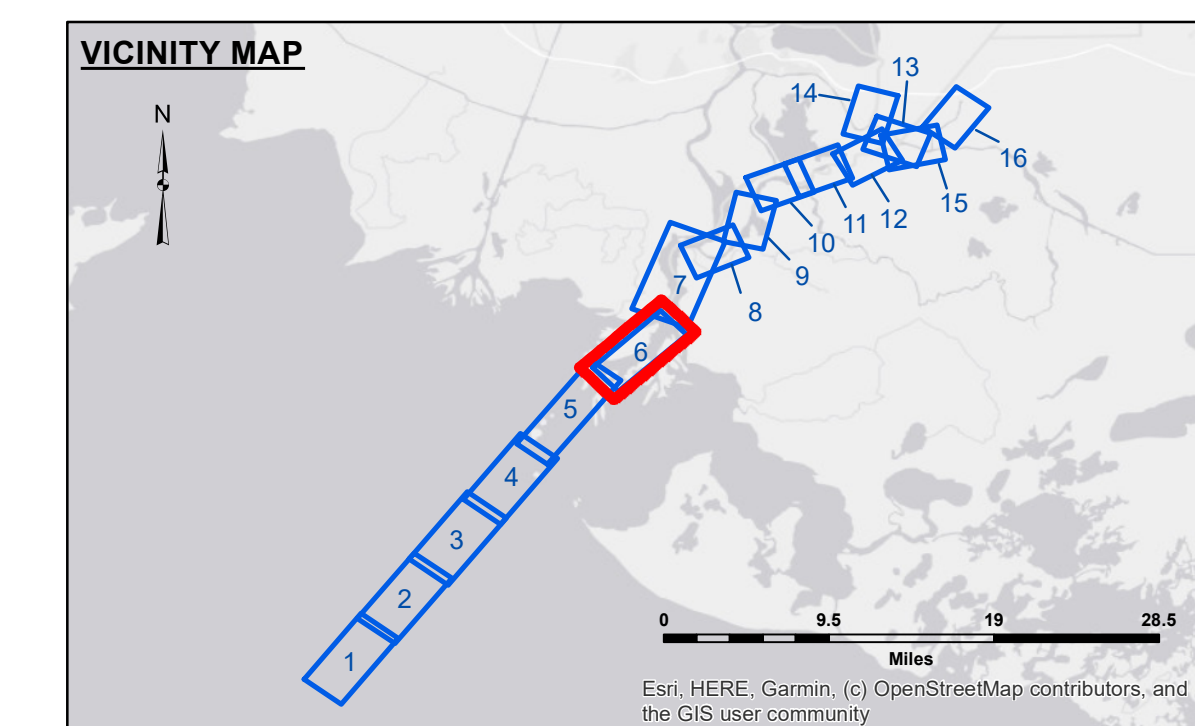 VICINITY MAP
N
13
14
16
15
12
11
10
9
7
8
6
5
4
3
2
1
0 9.5 19 28.5
Miles
Esri, HERE, Garmin, (c) OpenStreetMap contributors, and
the GIS user community